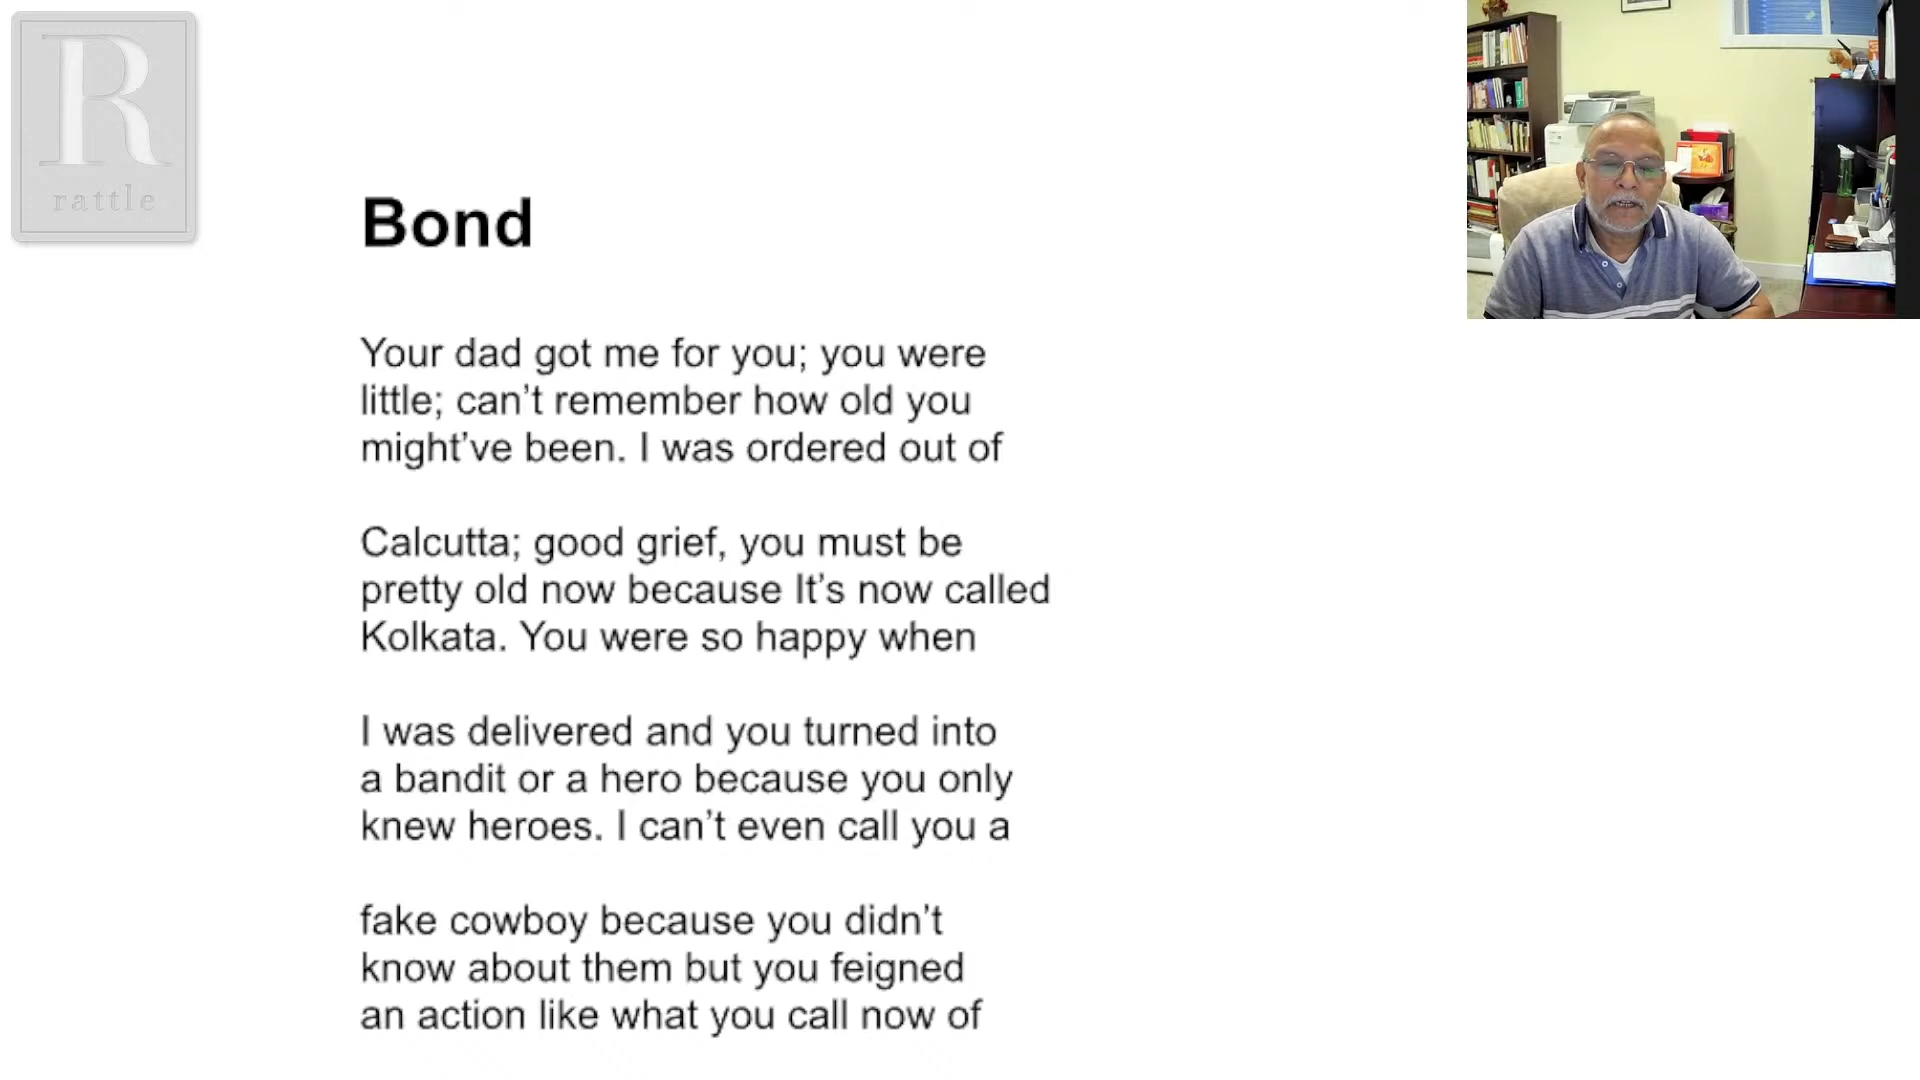 R
rattle
Bond
Your dad got me for you; you were
little; can’t remember how old you
might’ve been. I was ordered out of
Calcutta; good grief, you must be
pretty old now because It’s now called
Kolkata. You were so happy when
I was delivered and you turned into
a bandit or a hero because you only
knew heroes. I can’t even call you a
fake cowboy because you didn’t
know about them but you feigned
an action like what you call now of